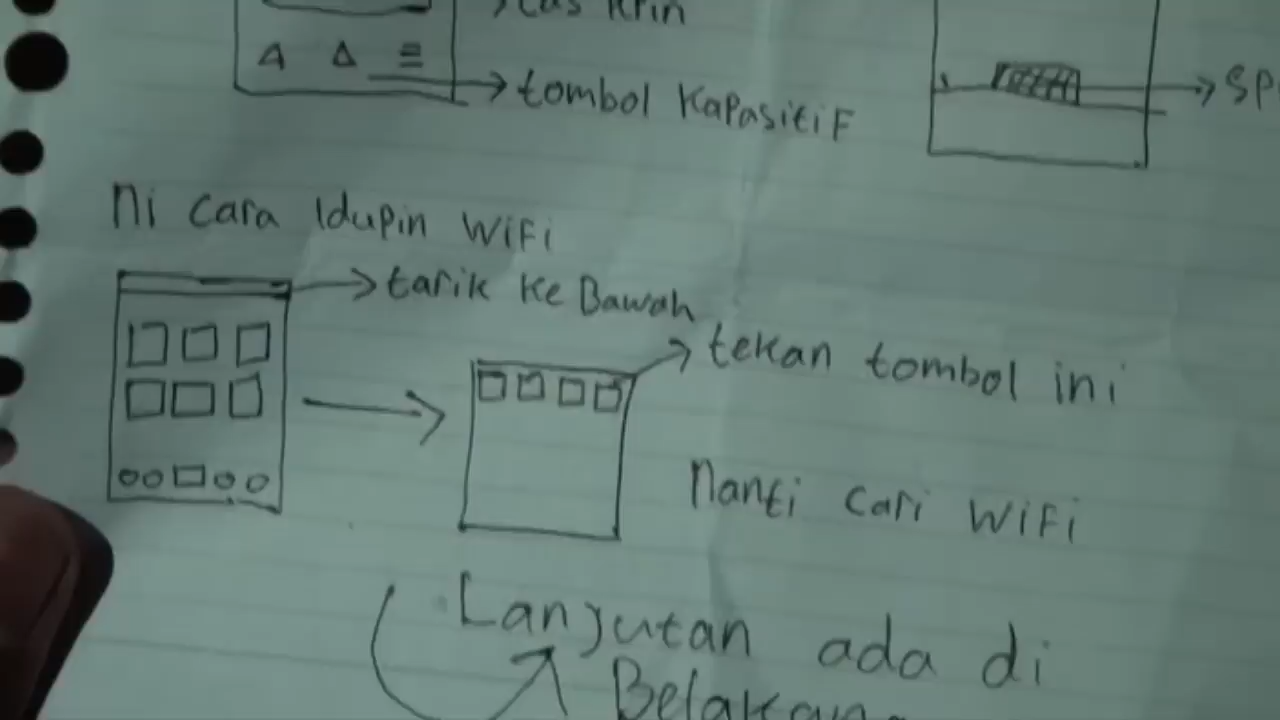 tombol Kapasitif
Ni cara Idupin WiFi
tarik Ke Bawah
tekan tombol ini
Nanti Cari WiFi
Lanjutan ada di